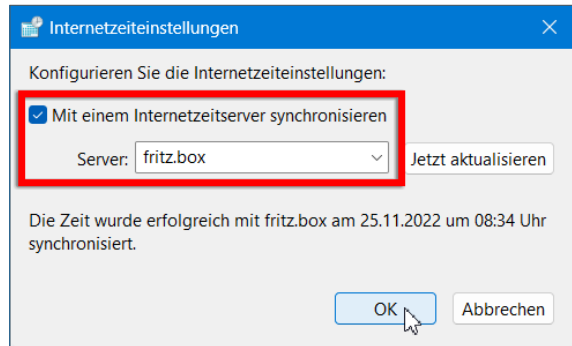 Internetzeiteinstellungen
Konfigurieren Sie die Internetzeiteinstellungen:
Mit einem Internetzeitserver synchronisieren
Server: fritz.box Jetzt aktualisieren
Die Zeit wurde erfolgreich mit fritz.box am 25.11.2022 um 08:34 Uhr
synchronisiert.
OK Abbrechen